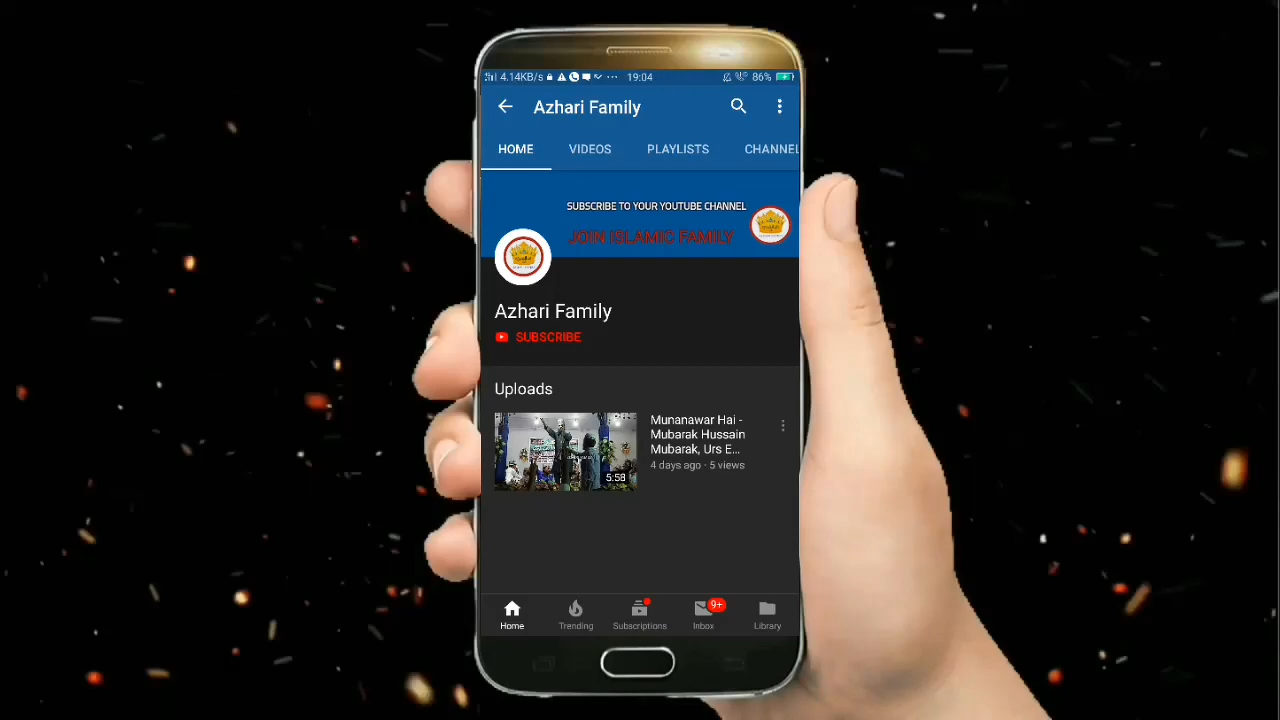 4.14KB/s 19:04 86%
Azhari Family
HOME VIDEOS PLAYLISTS CHANNEL
SUBSCRIBE TO YOUR YOUTUBE CHANNEL
JOIN ISLAMIC FAMILY
Azhari Family
SUBSCRIBE
Uploads
Munanawar Hai -
Mubarak Hussain
Mubarak, Urs E...
4 days ago · 5 views
5:58
9+
Home Trending Subscriptions Inbox Library